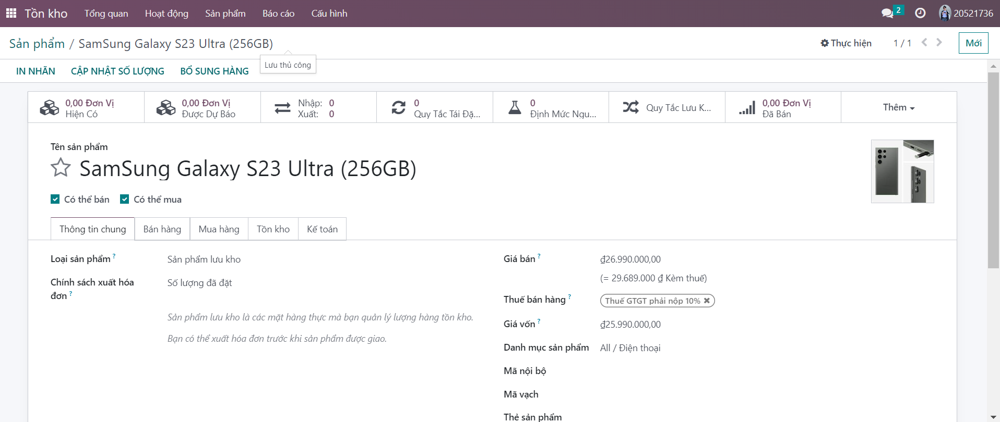 Tồn kho Tổng quan Hoạt động Sản phẩm Báo cáo Cấu hình 2 20521736
Sản phẩm / SamSung Galaxy S23 Ultra (256GB) Thực hiện 1 / 1 Mới
Lưu thủ công
IN NHÃN CẬP NHẬT SỐ LƯỢNG BỔ SUNG HÀNG
0,00 Đơn Vị 0,00 Đơn Vị Nhập: 0 0 0 Quy Tắc Lưu K... 0,00 Đơn Vị Thêm
Hiện Có Được Dự Báo Xuất: 0 Quy Tắc Tái Đặ... Định Mức Ngu... Đã Bán
Tên sản phẩm
SamSung Galaxy S23 Ultra (256GB)
Có thể bán Có thể mua
Thông tin chung Bán hàng Mua hàng Tồn kho Kế toán
Loại sản phẩm ? Sản phẩm lưu kho
Chính sách xuất hóa đơn ? Số lượng đã đặt
Sản phẩm lưu kho là các mặt hàng thực mà bạn quản lý lượng hàng tồn kho.
Bạn có thể xuất hóa đơn trước khi sản phẩm được giao.
Giá bán ? ₫26.990.000,00
(= 29.689.000 ₫ Kèm thuế)
Thuế bán hàng ? Thuế GTGT phải nộp 10%
Giá vốn ? ₫25.990.000,00
Danh mục sản phẩm All / Điện thoại
Mã nội bộ
Mã vạch
Thẻ sản phẩm